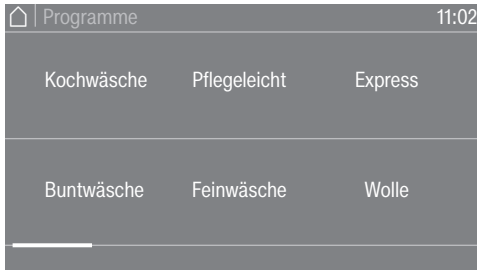 Programme 11:02
Kochwäsche Pflegeleicht Express
Buntwäsche Feinwäsche Wolle